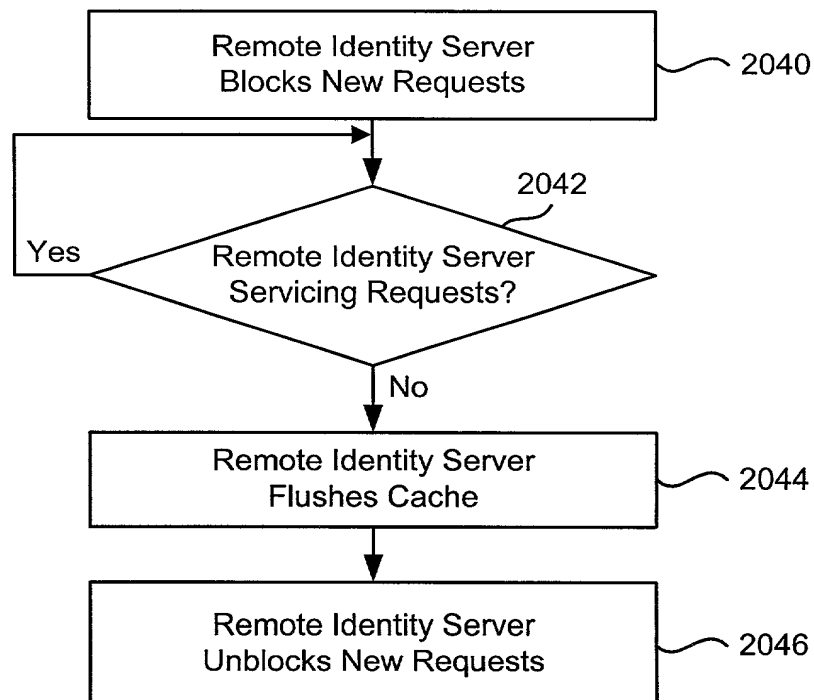 Remote Identity Server
Blocks New Requests
2040
2042
Yes
Remote Identity Server
Servicing Requests?
No
Remote Identity Server
Flushes Cache
2044
Remote Identity Server
Unblocks New Requests
2046